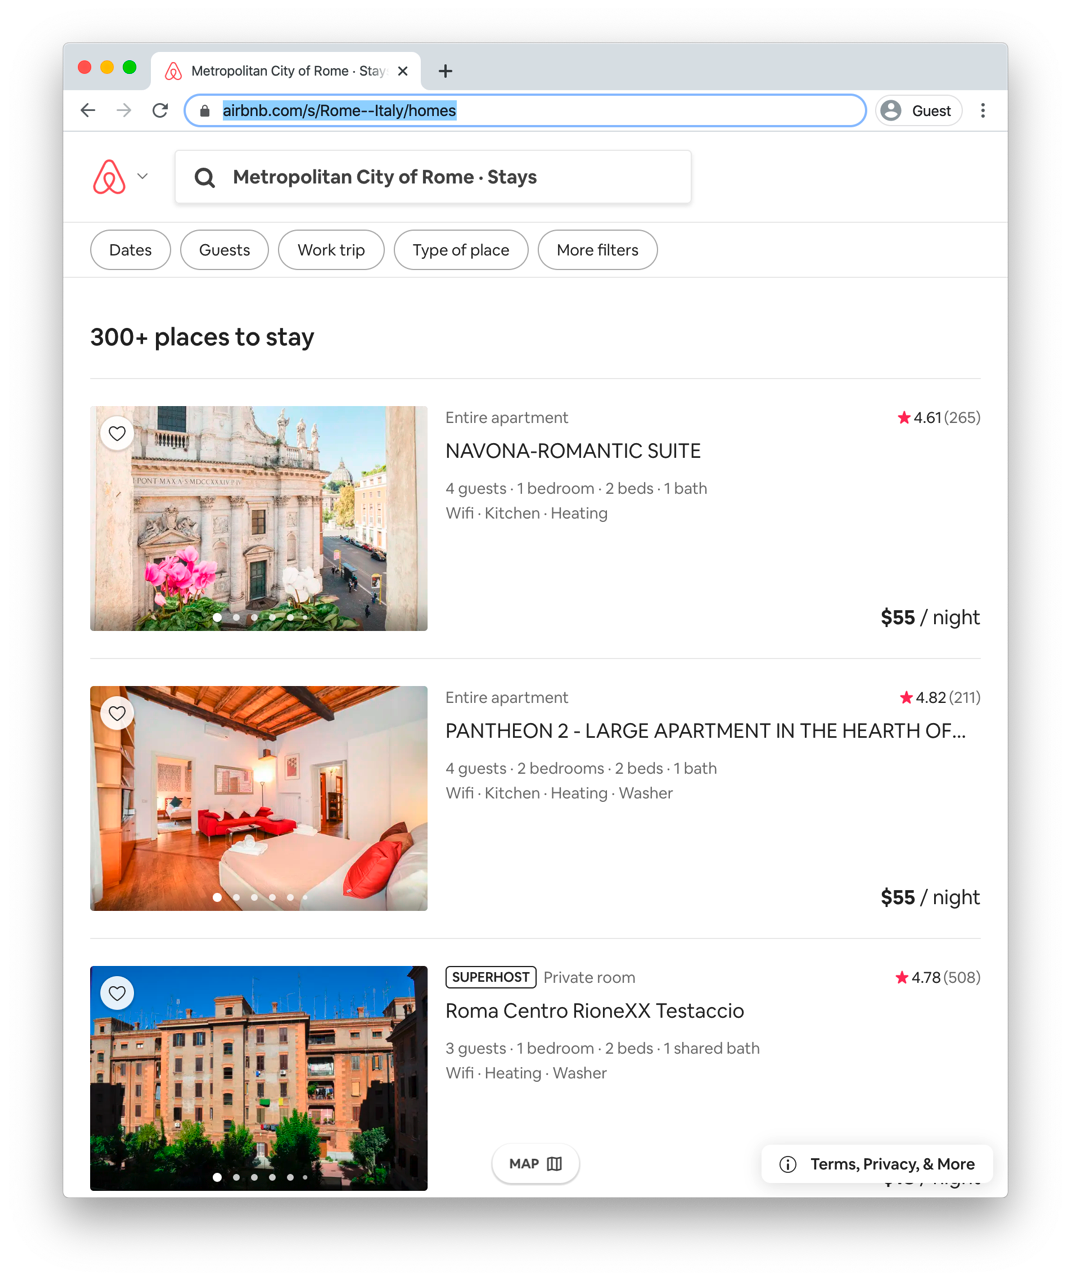 Metropolitan City of Rome · Stay
airbnb.com/s/Rome--Italy/homes
Guest
Metropolitan City of Rome · Stays
Dates
Guests
Work trip
Type of place
More filters
300+ places to stay
Entire apartment
4.61 (265)
NAVONA-ROMANTIC SUITE
4 guests · 1 bedroom · 2 beds · 1 bath
Wifi · Kitchen · Heating
$55 / night
Entire apartment
4.82 (211)
PANTHEON 2 - LARGE APARTMENT IN THE HEARTH OF...
4 guests · 2 bedrooms · 2 beds · 1 bath
Wifi · Kitchen · Heating · Washer
$55 / night
SUPERHOST Private room
4.78 (508)
Roma Centro RioneXX Testaccio
3 guests · 1 bedroom · 2 beds · 1 shared bath
Wifi · Heating · Washer
MAP
Terms, Privacy, & More